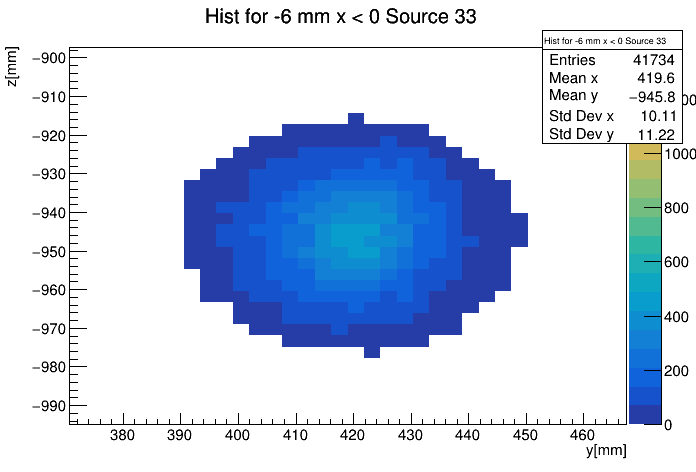 Hist for -6 mm x < 0 Source 33
Hist for -6 mm x < 0 Source 33
Entries 41734
Mean x 419.6
Mean y −945.8
Std Dev x 10.11
Std Dev y 11.22
z[mm]
−900
−910
−920
−930
−940
−950
−960
−970
−980
−990
380 390 400 410 420 430 440 450 460
y[mm]
1000
800
600
400
200
0